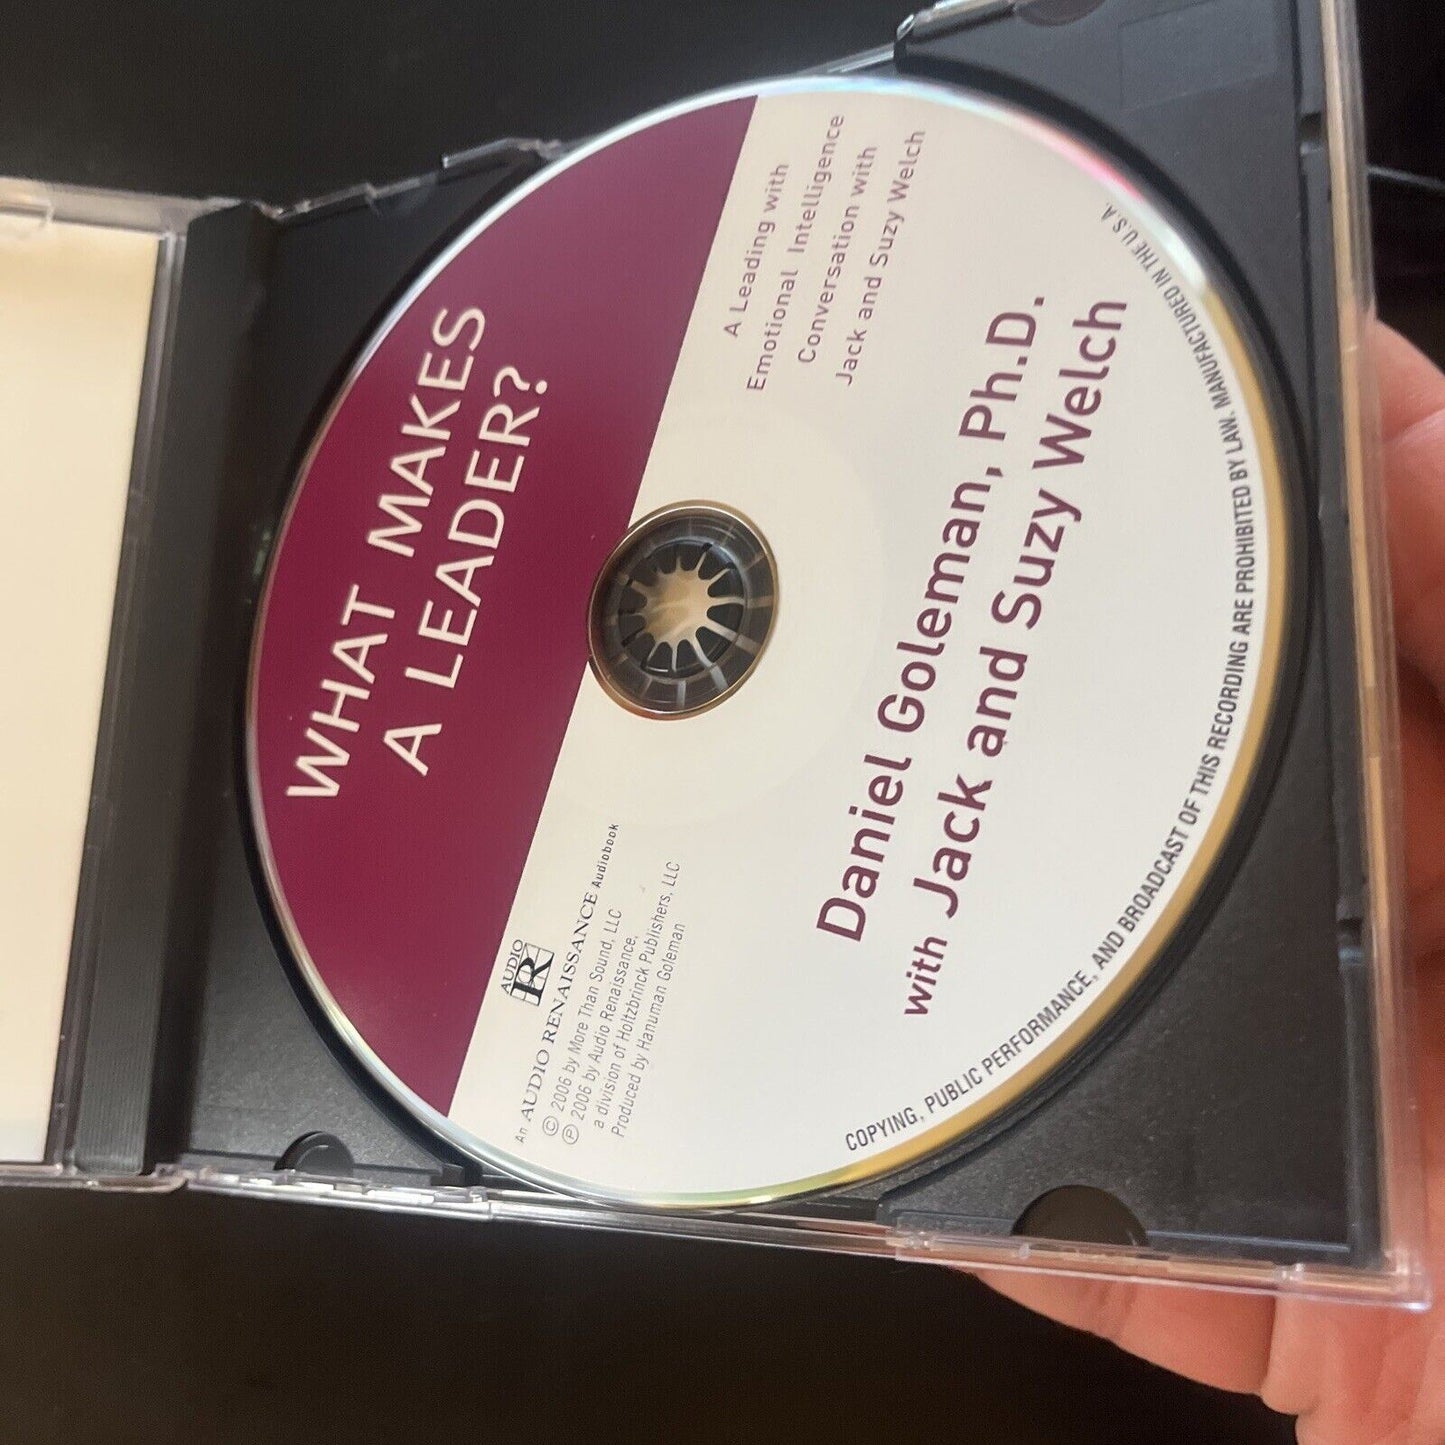 WHAT MAKES
A LEADER?
A Leading with
Emotional Intelligence
Conversation with
Jack and Suzy Welch
AUDIO
R
An AUDIO RENAISSANCE Audiobook
© 2006 by More Than Sound, LLC
℗ 2006 by Audio Renaissance,
a division of Holtzbrinck Publishers, LLC
Produced by Hanuman Goleman
Daniel Goleman, Ph.D.
with Jack and Suzy Welch
COPYING, PUBLIC PERFORMANCE, AND BROADCAST OF THIS RECORDING ARE PROHIBITED BY LAW. MANUFACTURED IN THE U.S.A.